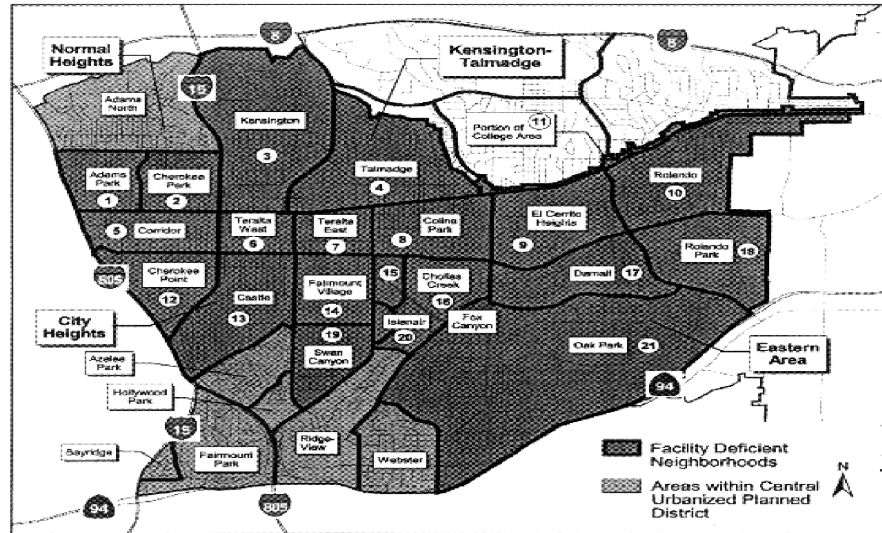 8
8
Normal
Heights
Kensington-
Talmadge
15
Adams
North
Kensington
3
11
Portion of
College Area
Talmadge
4
Rolando
10
Adams
Park
1
Cherokee
Park
2
5 Corridor
Teralta
West
6
Teralta
East
7
Colina
Park
8
El Cerrito
Heights
9
Rolando
Park
18
805
Cherokee
Point
12
Castle
13
Fairmount
Village
14
15
Chollas
Creek
16
Darnall 17
City
Heights
19
Swan
Canyon
Islenair
20
Fox
Canyon
Oak Park 21
Eastern
Area
Azalea
Park
Hollywood
Park
94
15
Bayridge
Fairmount
Park
Ridge-
View
Webster
94
805
Facility Deficient
Neighborhoods
Areas within Central
Urbanized Planned
District
N